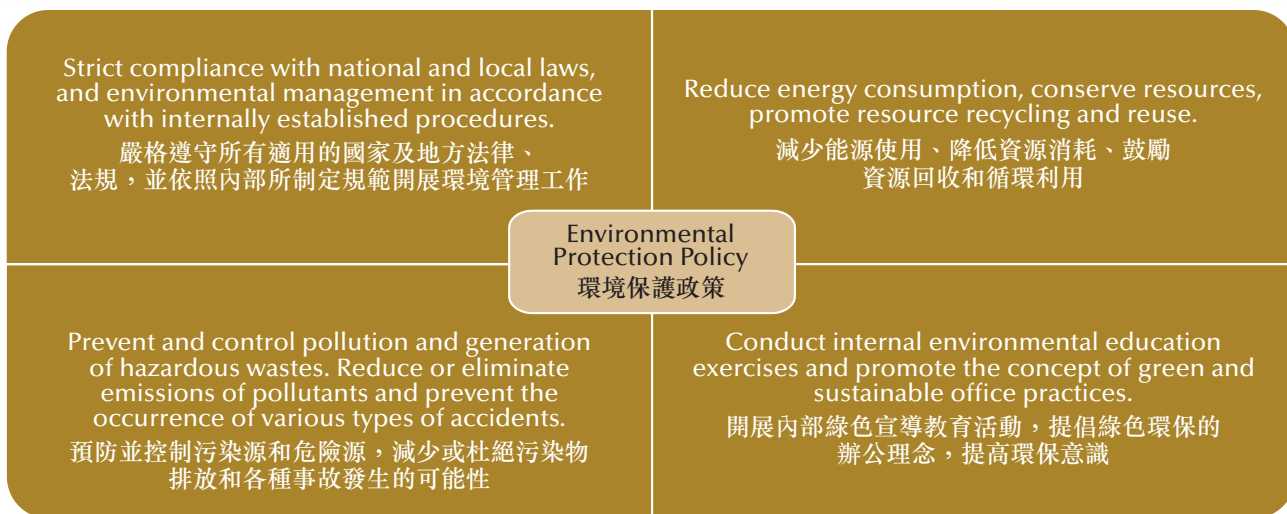 Strict compliance with national and local laws,
and environmental management in accordance
with internally established procedures.
嚴格遵守所有適用的國家及地方法律、
法規，並依照內部所制定規範開展環境管理工作
Reduce energy consumption, conserve resources,
promote resource recycling and reuse.
減少能源使用、降低資源消耗、鼓勵
資源回收和循環利用
Environmental
Protection Policy
環境保護政策
Prevent and control pollution and generation
of hazardous wastes. Reduce or eliminate
emissions of pollutants and prevent the
occurrence of various types of accidents.
預防並控制污染源和危險源，減少或杜絕污染物
排放和各種事故發生的可能性
Conduct internal environmental education
exercises and promote the concept of green and
sustainable office practices.
開展內部綠色宣導教育活動，提倡綠色環保的
辦公理念，提高環保意識